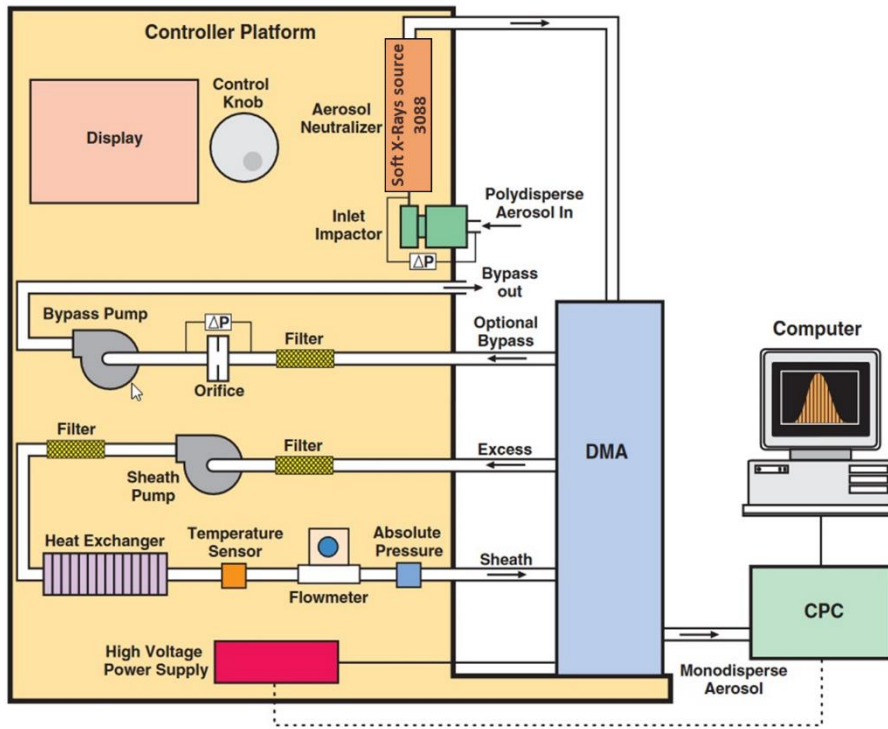 Controller Platform
Display
Control
Knob
Aerosol
Neutralizer
Soft X-Rays source
3088
Polydisperse
Aerosol In
Inlet
Impactor
ΔP
Bypass
out
Bypass Pump
ΔP
Filter
Optional
Bypass
Orifice
Computer
Filter
Sheath
Pump
Filter
Excess
DMA
Heat Exchanger
Temperature
Sensor
Flowmeter
Absolute
Pressure
Sheath
CPC
High Voltage
Power Supply
Monodisperse
Aerosol